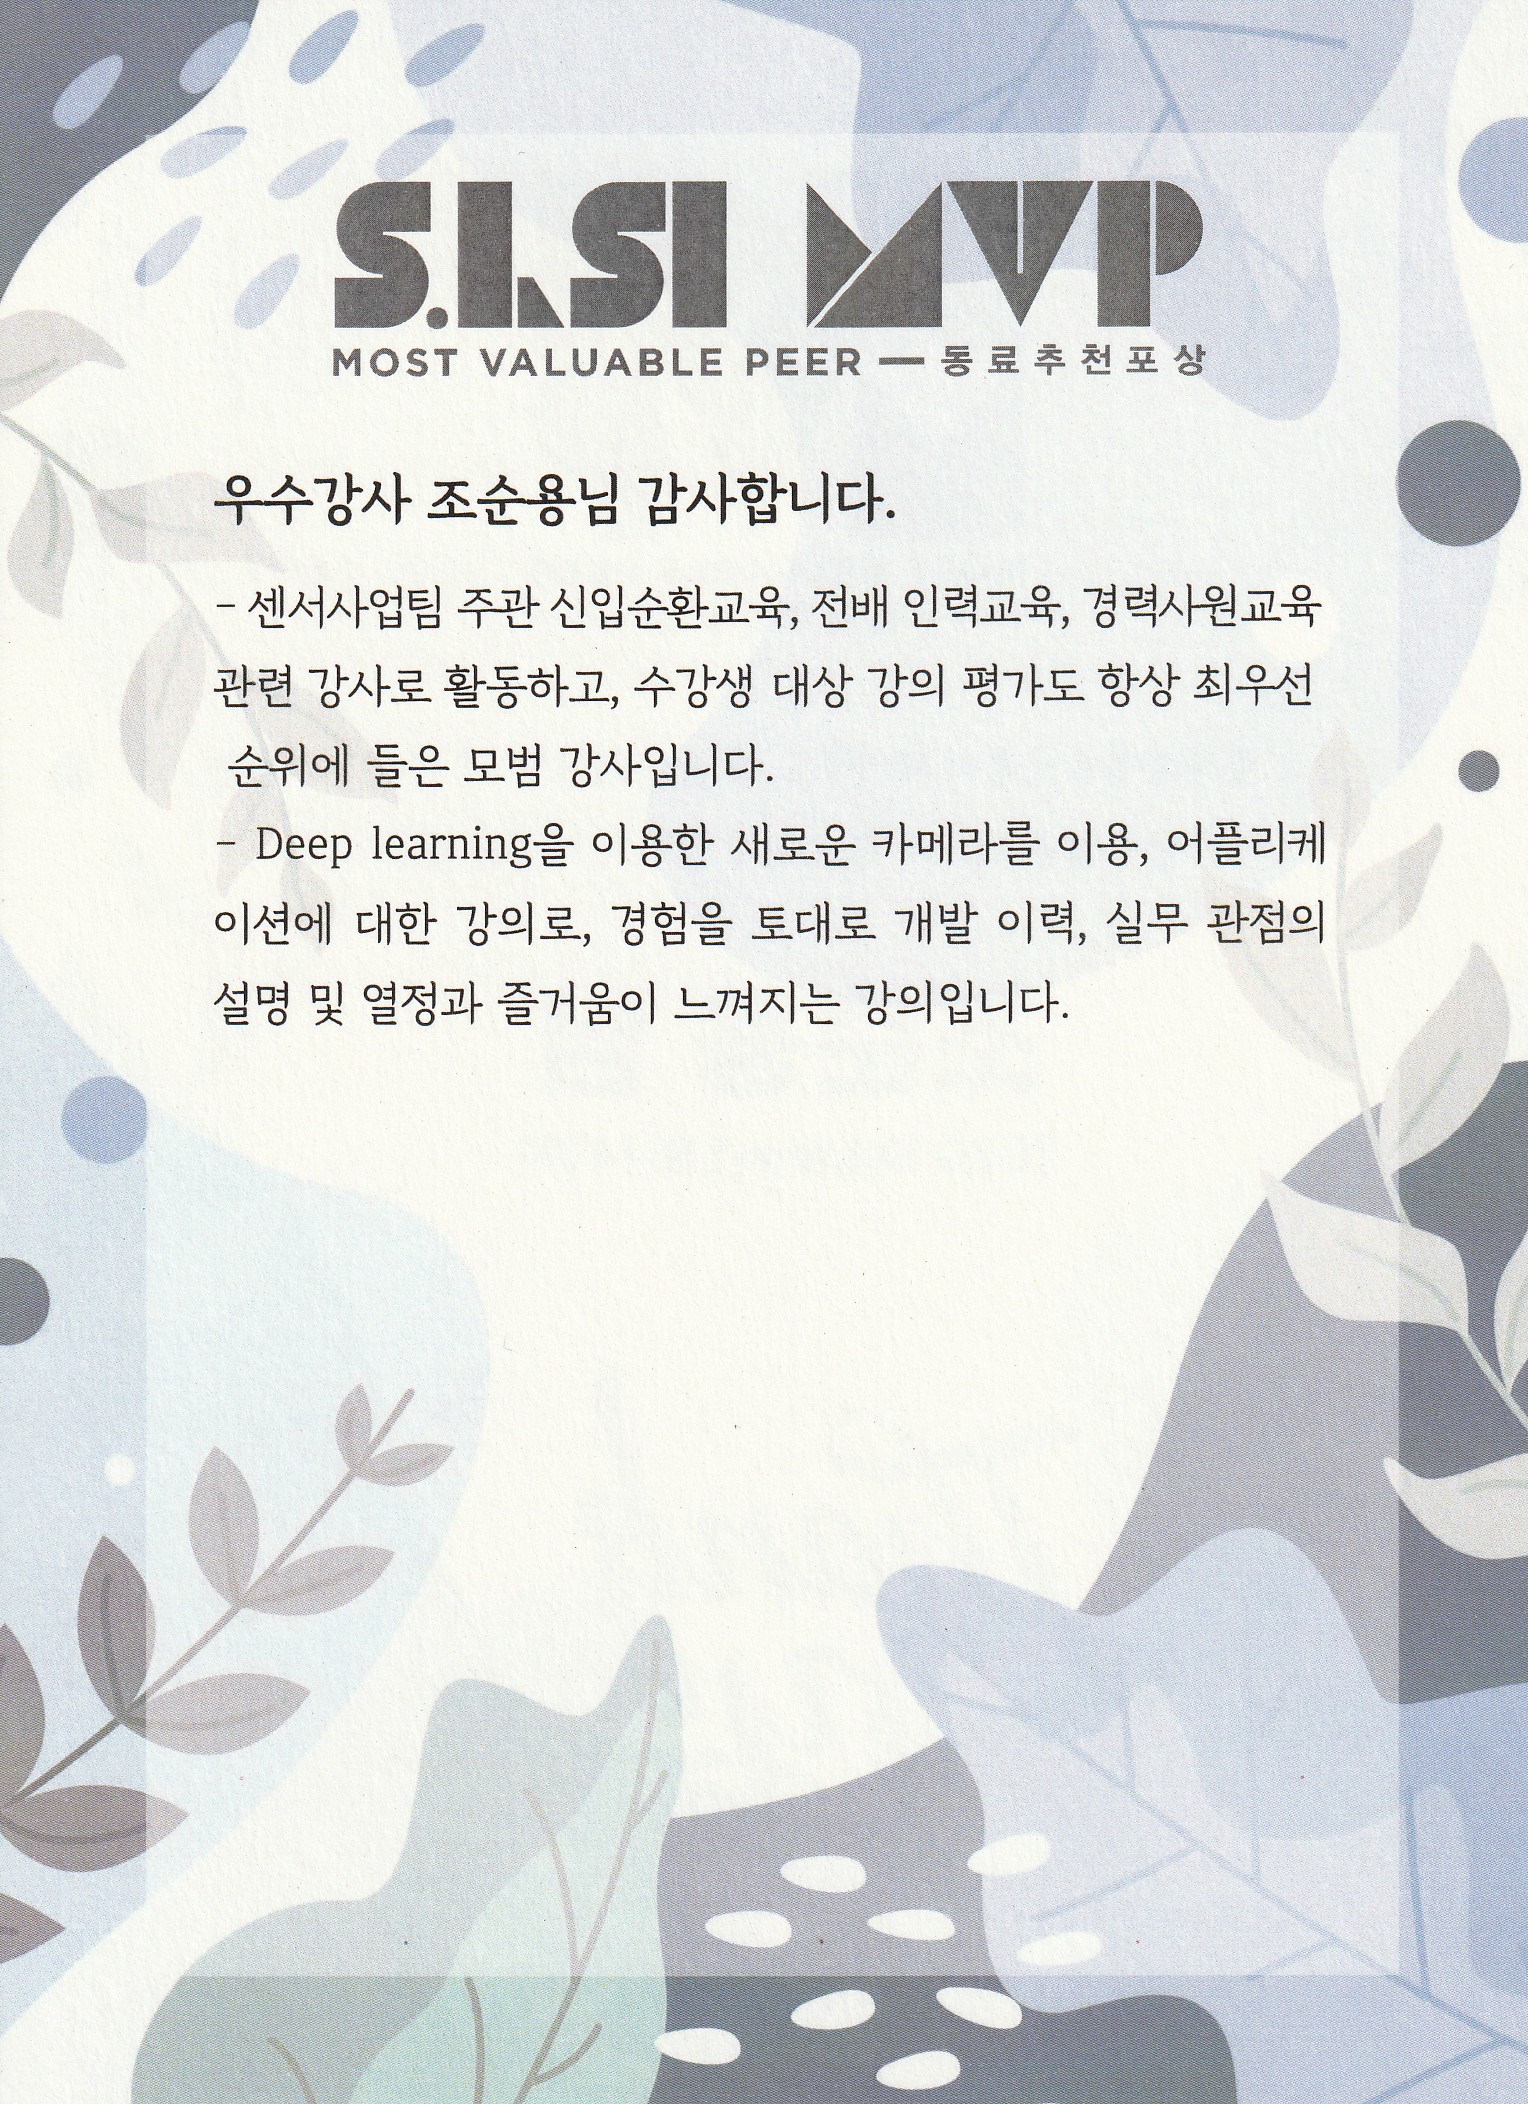 S.LSI MVP
MOST VALUABLE PEER — 동료추천포상
우수강사 조순용님 감사합니다.
- 센서사업팀 주관 신입순환교육, 전배 인력교육, 경력사원교육
관련 강사로 활동하고, 수강생 대상 강의 평가도 항상 최우선
순위에 들은 모범 강사입니다.
- Deep learning을 이용한 새로운 카메라를 이용, 어플리케
이션에 대한 강의로, 경험을 토대로 개발 이력, 실무 관점의
설명 및 열정과 즐거움이 느껴지는 강의입니다.